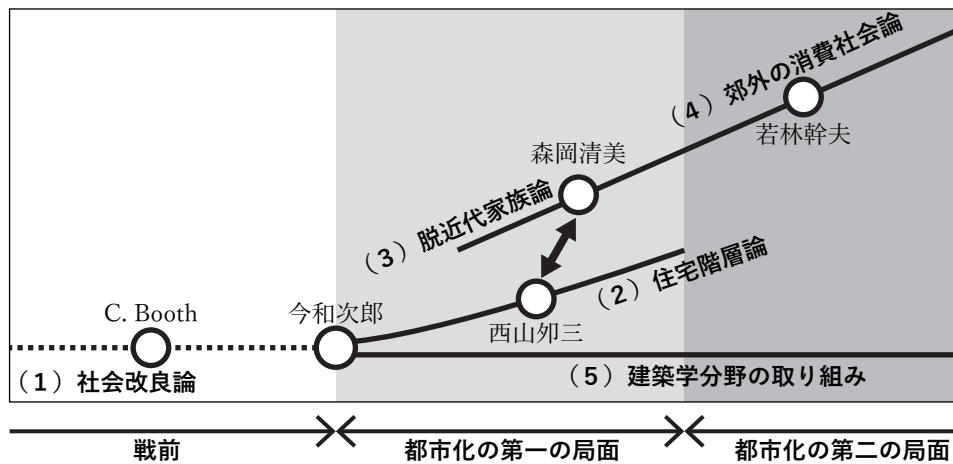 (4)郊外の消費社会論
若林幹夫
森岡清美
(3)脱近代家族論
(2)住宅階層論
C. Booth
今和次郎
西山夘三
(1)社会改良論
(5)建築学分野の取り組み
戦前
都市化の第一の局面
都市化の第二の局面